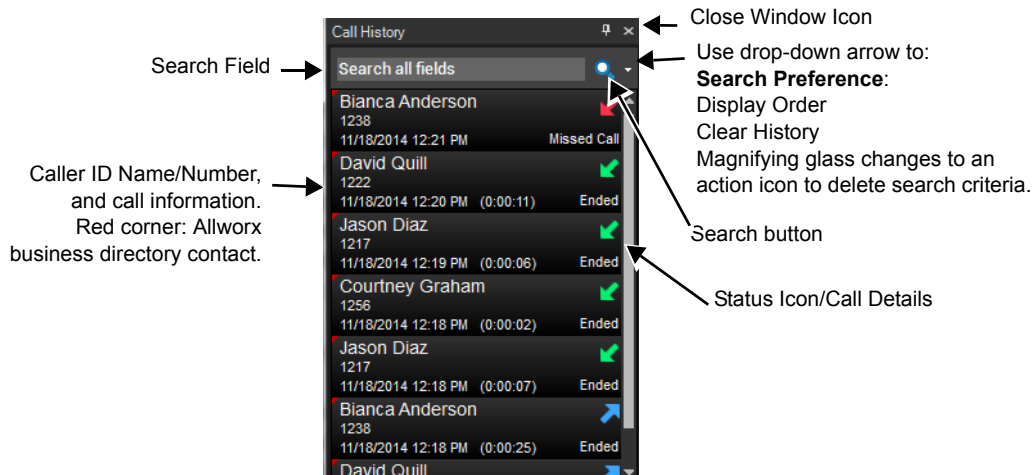 Close Window Icon
Call History
Search Field
Search all fields
Use drop-down arrow to:
Search Preference:
Display Order
Clear History
Magnifying glass changes to an
action icon to delete search criteria.
Search button
Status Icon/Call Details
Caller ID Name/Number,
and call information.
Red corner: Allworx
business directory contact.
Bianca Anderson
1238
11/18/2014 12:21 PM Missed Call
David Quill
1222
11/18/2014 12:20 PM (0:00:11) Ended
Jason Diaz
1217
11/18/2014 12:19 PM (0:00:06) Ended
Courtney Graham
1256
11/18/2014 12:18 PM (0:00:02) Ended
Jason Diaz
1217
11/18/2014 12:18 PM (0:00:07) Ended
Bianca Anderson
1238
11/18/2014 12:18 PM (0:00:25) Ended
David Quill